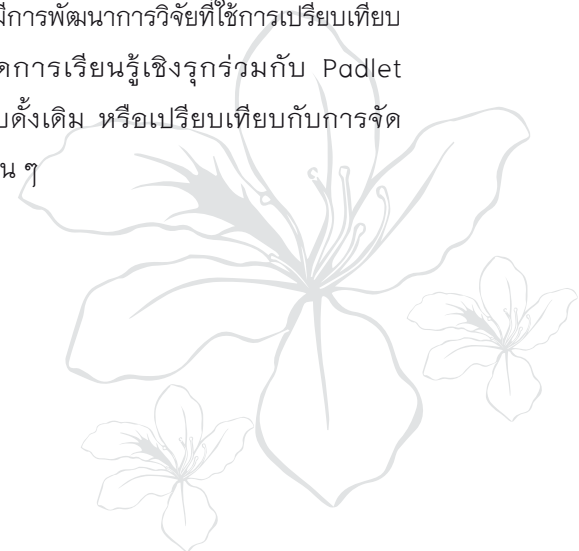 มีการพัฒนาการวิจัยที่ใช้การเปรียบเทียบ
ดการเรียนรู้เชิงรุกร่วมกับ Padlet
บดั้งเดิม หรือเปรียบเทียบกับการจัด
น ๆ